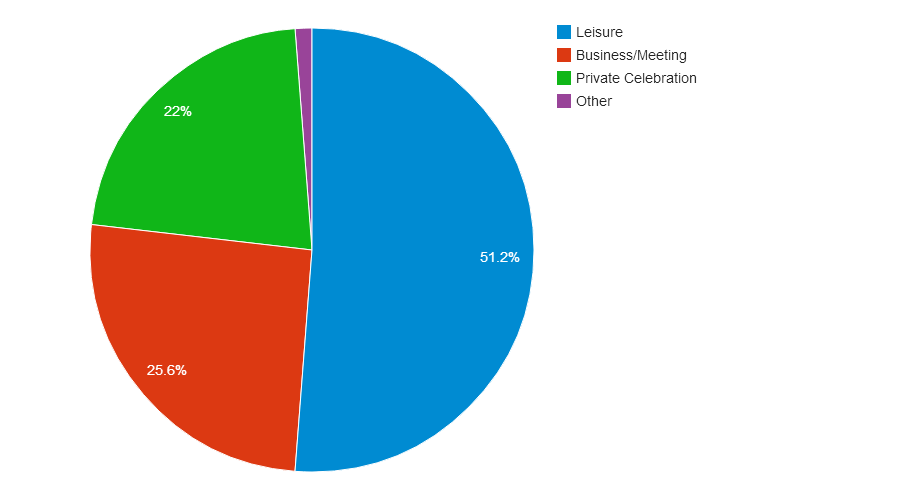 Leisure
Business/Meeting
Private Celebration
Other
22%
51.2%
25.6%